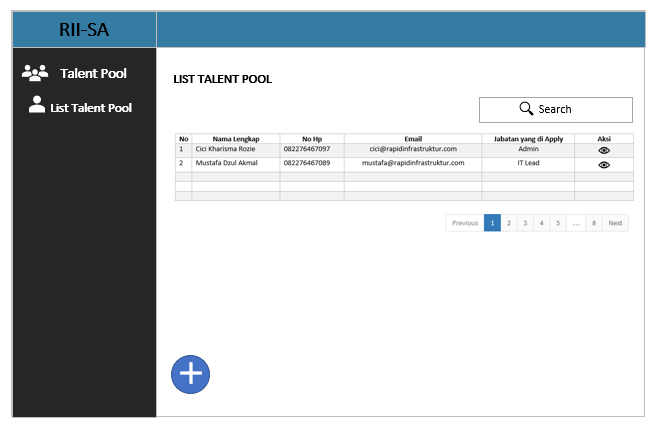 RII-SA
Talent Pool
List Talent Pool
LIST TALENT POOL
Search
No Nama Lengkap No Hp Email Jabatan yang di Apply Aksi
1 Cici Kharisma Rozie 082276467097 cici@rapidinfrastruktur.com Admin
2 Mustafa Dzul Akmal 082276467089 mustafa@rapidinfrastruktur.com IT Lead
Previous 1 2 3 4 5 ... 8 Next